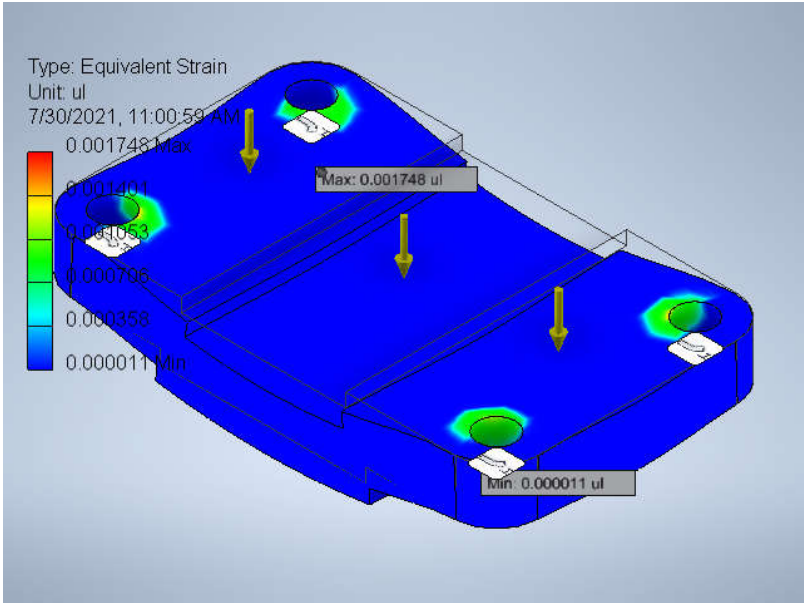 Type: Equivalent Strain
Unit: ul
7/30/2021, 11:00:59 AM
0.001748 Max
0.001401
0.001053
0.000706
0.000358
0.000011 Min
Max: 0.001748 ul
Min: 0.000011 ul